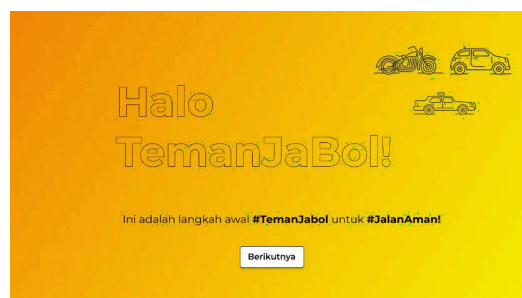 Halo
TemanJaBol!
Ini adalah langkah awal #TemanJabol untuk #JalanAman!
Berikutnya